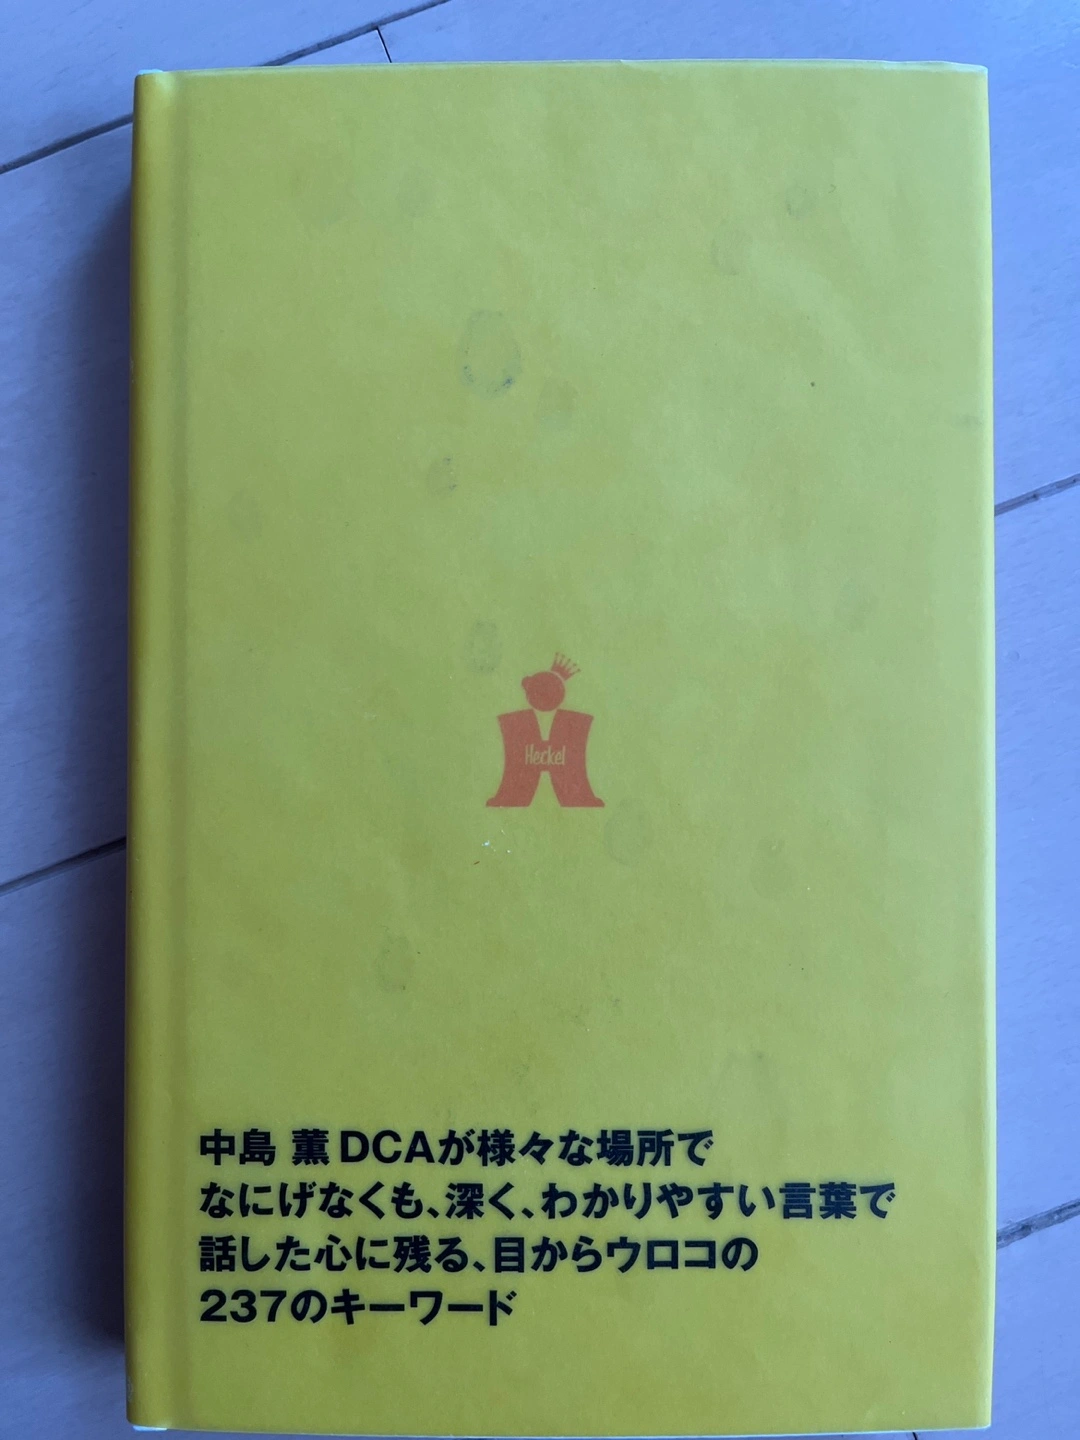 Heckel
中島 薫 DCAが様々な場所で
なにげなくも、深く、わかりやすい言葉で
話した心に残る、目からウロコの
237のキーワード